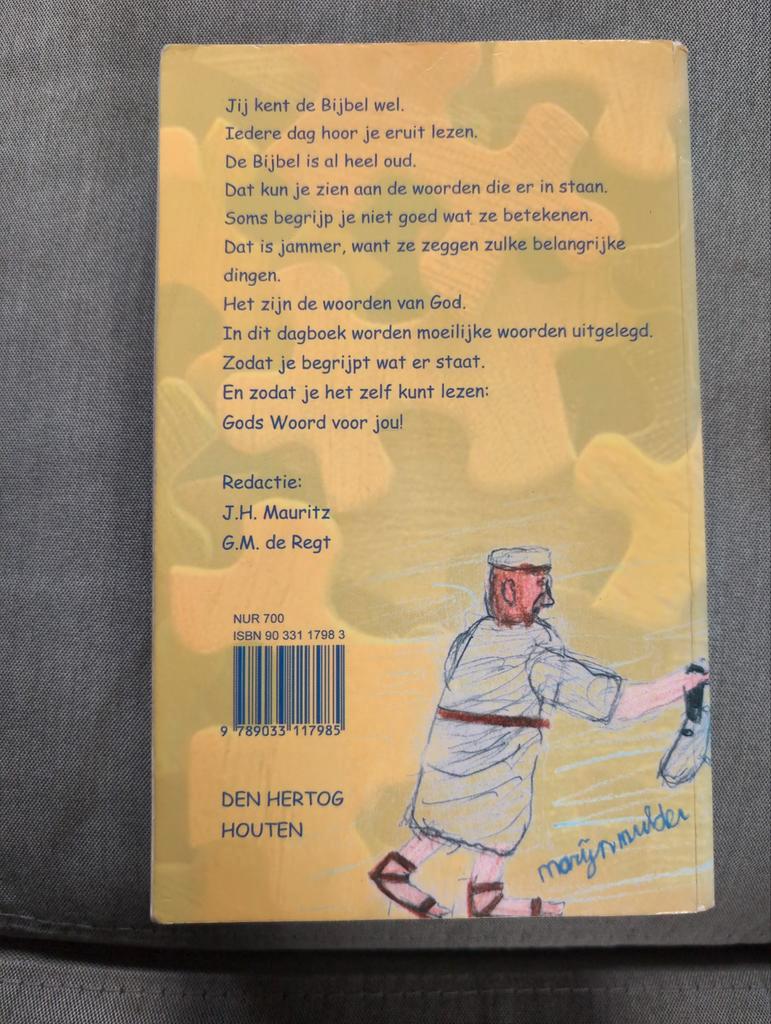 Jij kent de Bijbel wel.
Iedere dag hoor je eruit lezen.
De Bijbel is al heel oud.
Dat kun je zien aan de woorden die er in staan.
Soms begrijp je niet goed wat ze betekenen.
Dat is jammer, want ze zeggen zulke belangrijke
dingen.
Het zijn de woorden van God.
In dit dagboek worden moeilijke woorden uitgelegd.
Zodat je begrijpt wat er staat.
En zodat je het zelf kunt lezen:
Gods Woord voor jou!
Redactie:
J.H. Mauritz
G.M. de Regt
NUR 700
ISBN 90 331 1798 3
9 789033 117985
DEN HERTOG
HOUTEN
marijn mulder